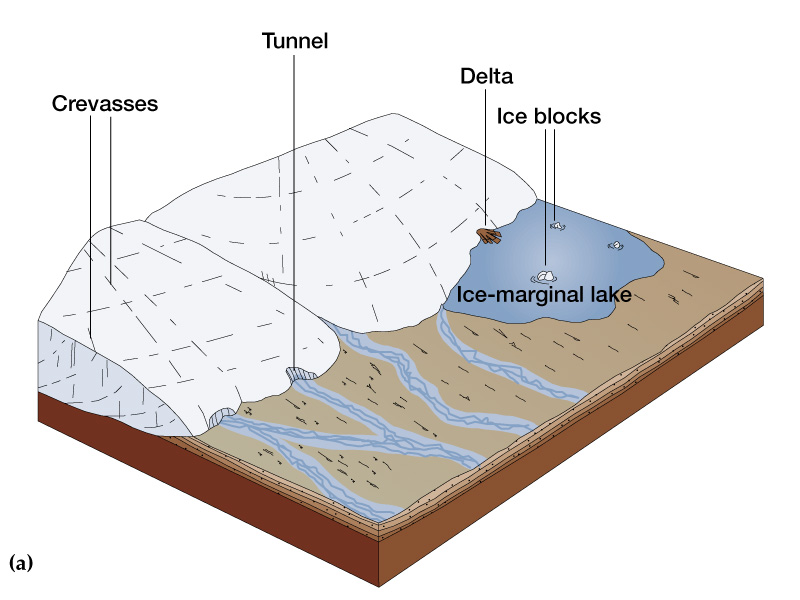 Tunnel
Delta
Crevasses
Ice blocks
Ice-marginal lake
(a)